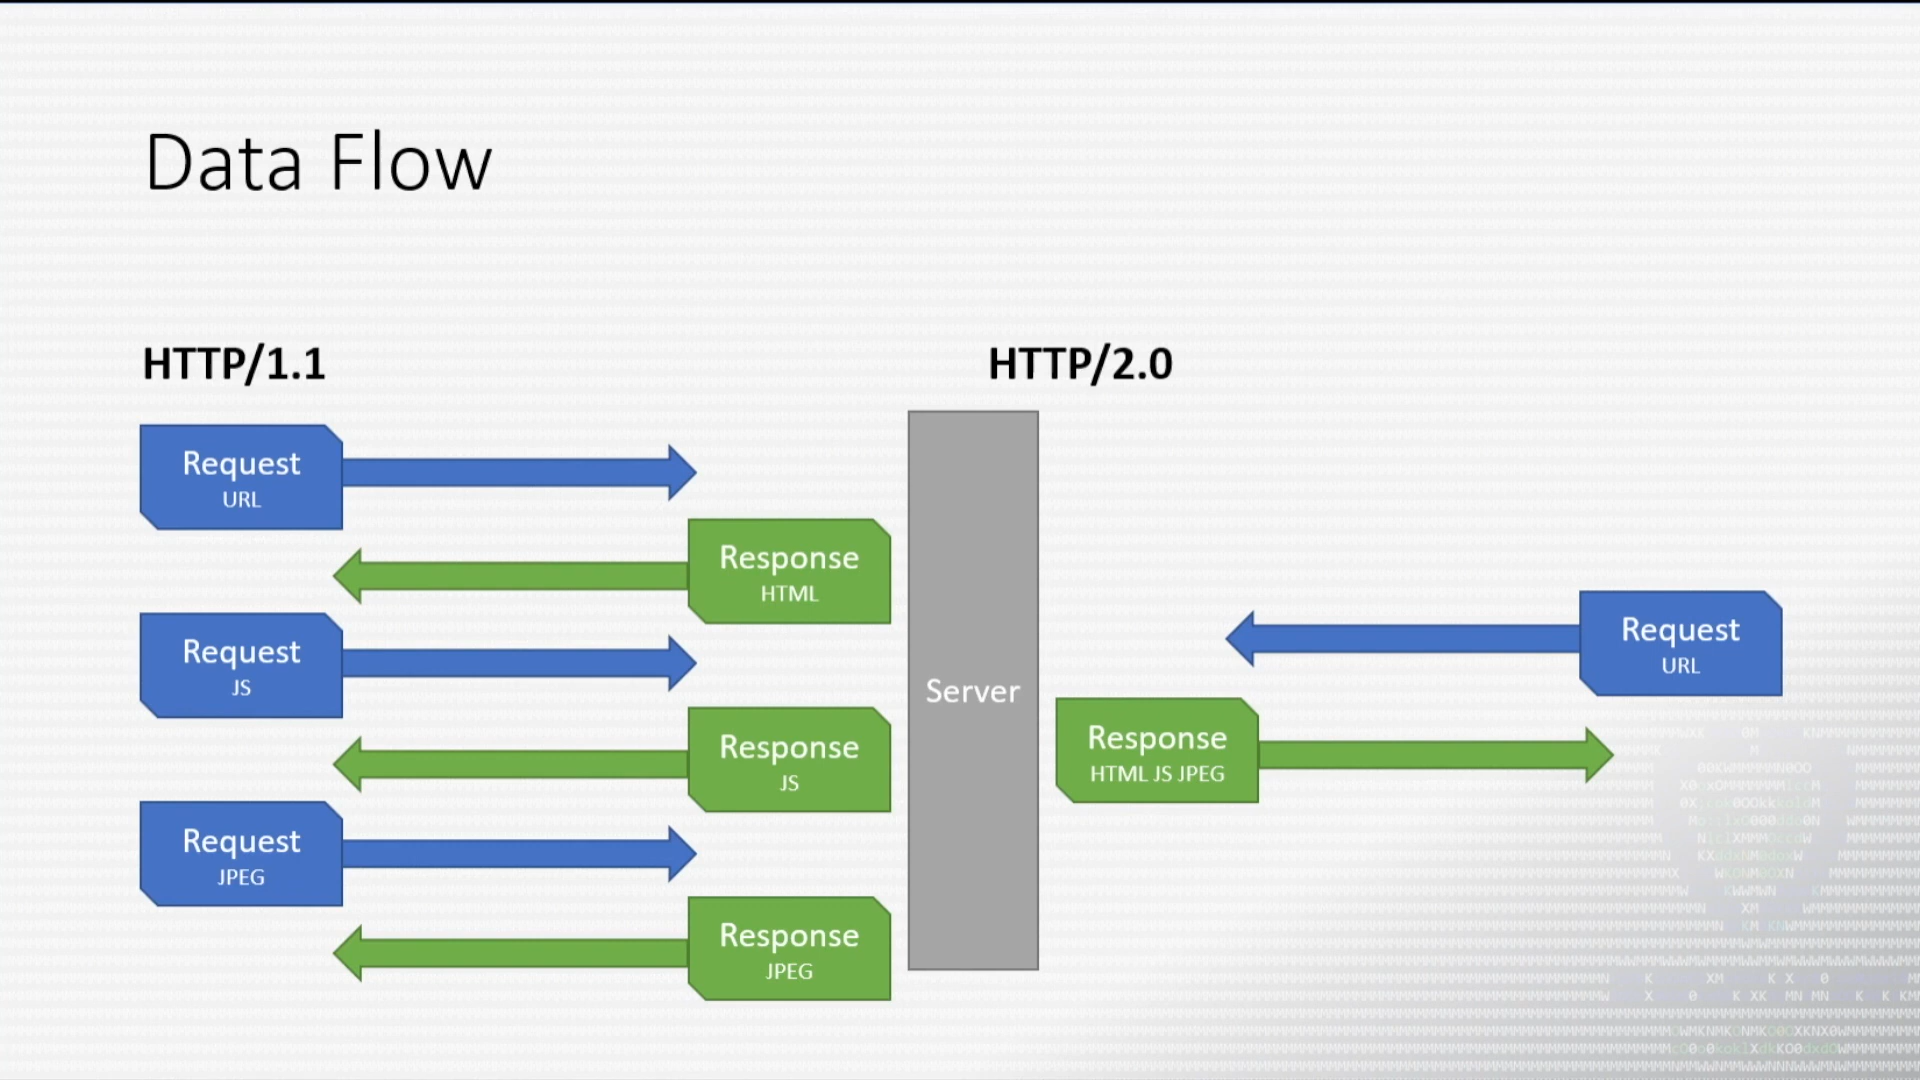 Data Flow
HTTP/1.1
Request
URL
Response
HTML
Request
JS
Response
JS
Request
JPEG
Response
JPEG
Server
HTTP/2.0
Request
URL
Response
HTML JS JPEG